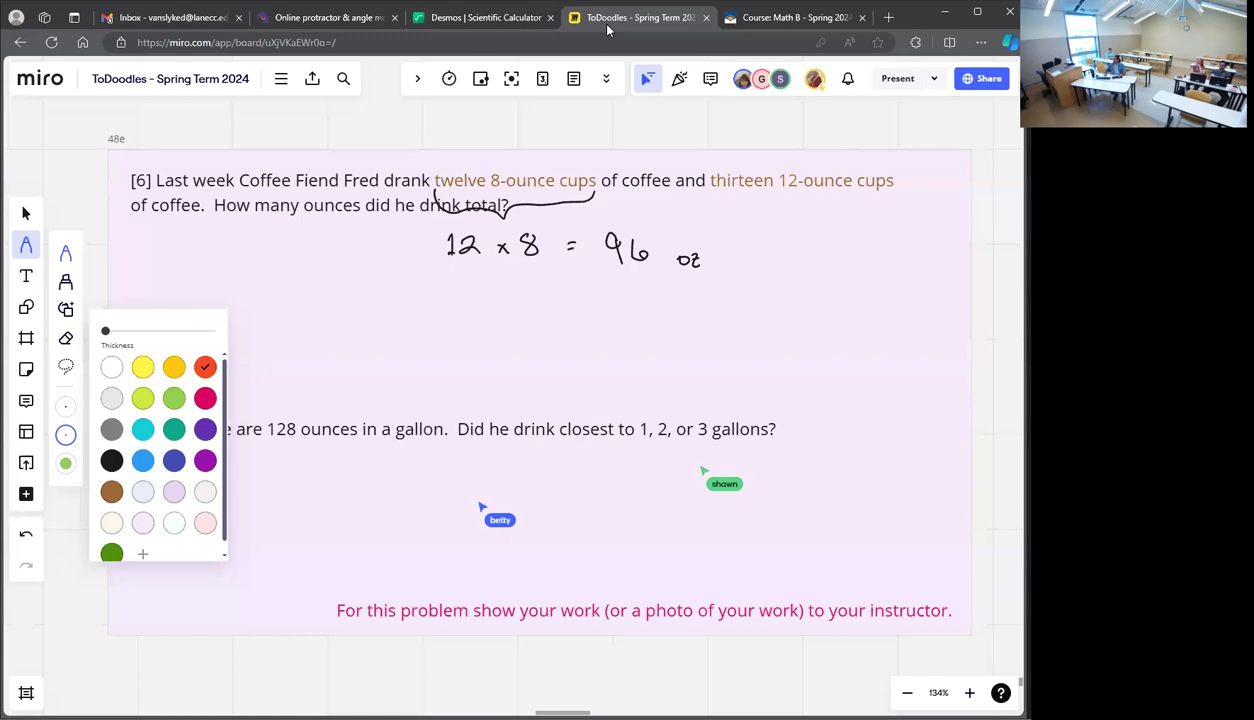 Inbox - vanslyked@lanecc.ed
Online protractor & angle m
Desmos | Scientific Calculator
ToDoodles - Spring Term 202
Course: Math B - Spring 2024
https://miro.com/app/board/uXjVKaEWr0o=/
miro
ToDoodles - Spring Term 2024
3
G
S
Present
Share
48e
[6] Last week Coffee Fiend Fred drank twelve 8-ounce cups of coffee and thirteen 12-ounce cups
of coffee. How many ounces did he drink total?
12 x 8 = 96 oz
Thickness
e are 128 ounces in a gallon. Did he drink closest to 1, 2, or 3 gallons?
shawn
betty
For this problem show your work (or a photo of your work) to your instructor.
134%